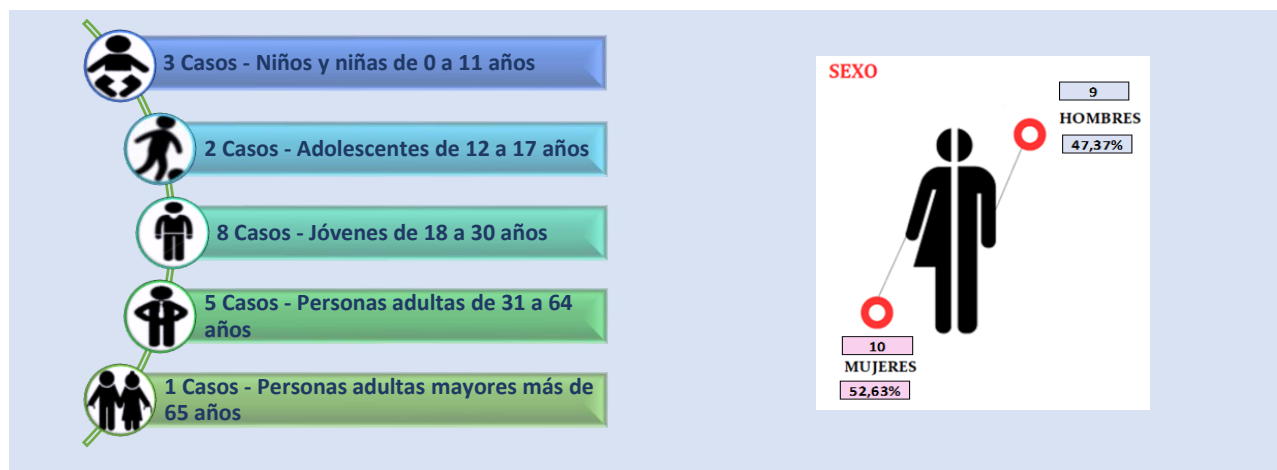 3 Casos - Niños y niñas de 0 a 11 años
2 Casos - Adolescentes de 12 a 17 años
8 Casos - Jóvenes de 18 a 30 años
5 Casos - Personas adultas de 31 a 64
años
1 Casos - Personas adultas mayores más de
65 años
SEXO
9
HOMBRES
47,37%
10
MUJERES
52,63%